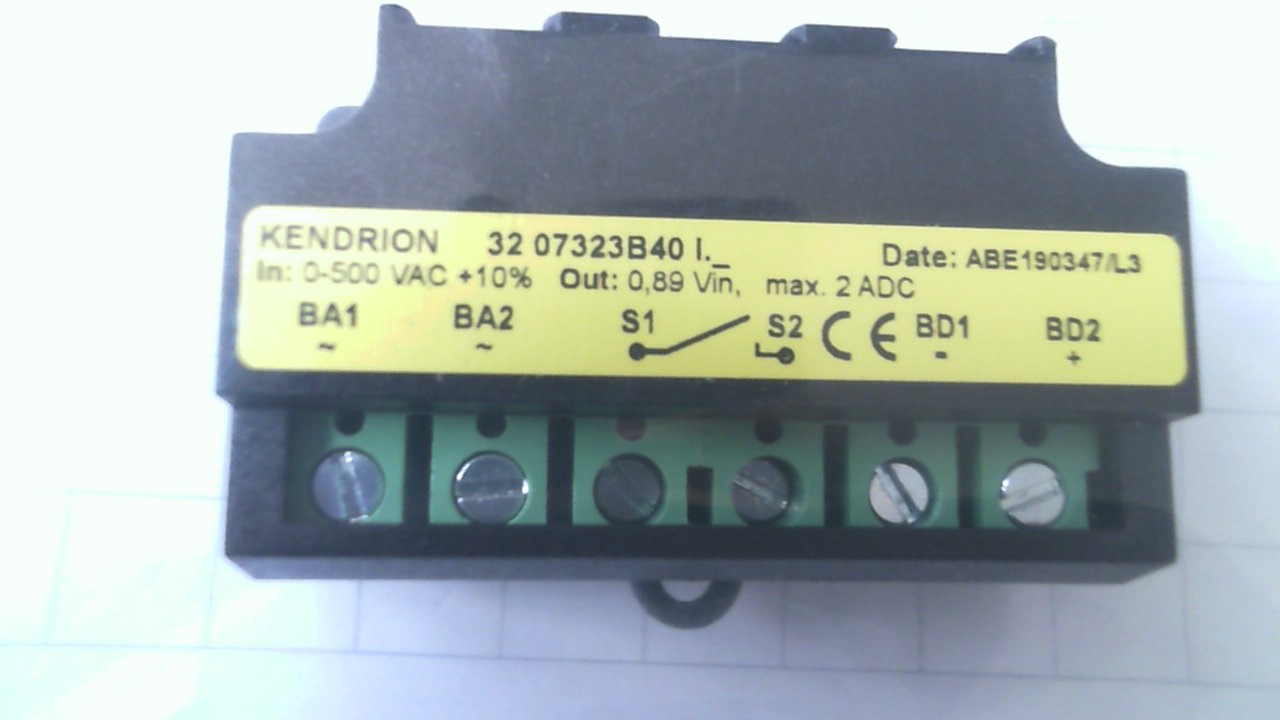 KENDRION 32 07323B40 I._ Date: ABE190347/L3
In: 0-500 VAC +10% Out: 0,89 Vin, max. 2 ADC
BA1 BA2 S1 S2 CE BD1 BD2
~ ~ - +